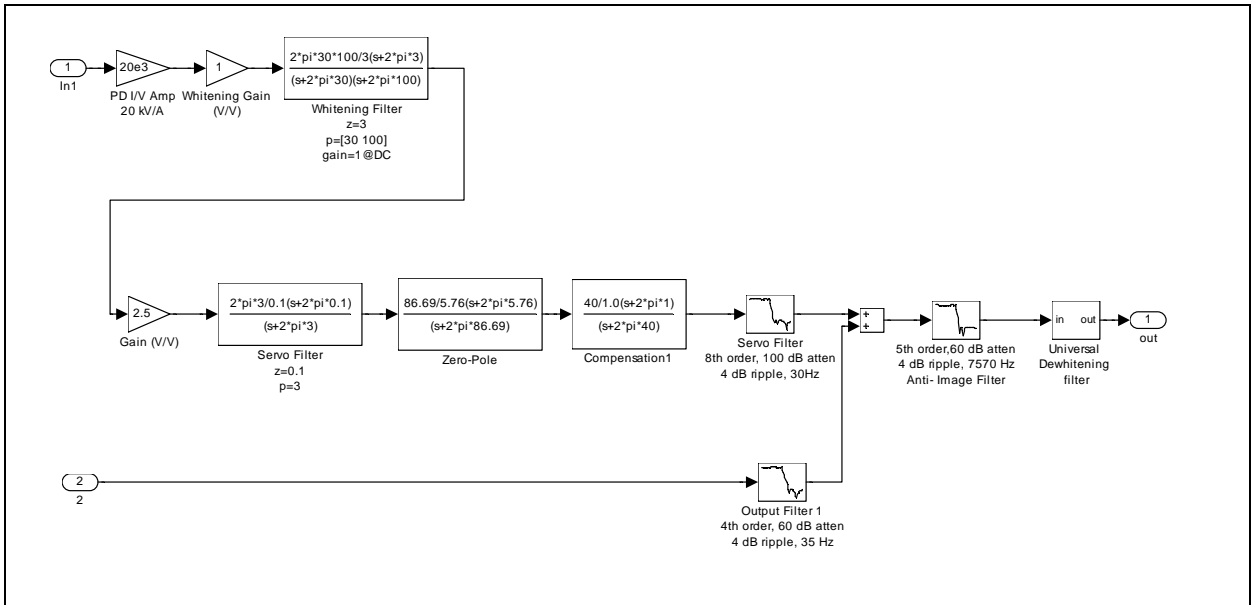 1
In1
20e3
PD I/V Amp
20 kV/A
1
Whitening Gain
(V/V)
2*pi*30*100/3(s+2*pi*3)
(s+2*pi*30)(s+2*pi*100)
Whitening Filter
z=3
p=[30 100]
gain=1@DC
2.5
Gain (V/V)
2*pi*3/0.1(s+2*pi*0.1)
(s+2*pi*3)
Servo Filter
z=0.1
p=3
86.69/5.76(s+2*pi*5.76)
(s+2*pi*86.69)
Zero-Pole
40/1.0(s+2*pi*1)
(s+2*pi*40)
Compensation1
Servo Filter
8th order, 100 dB atten
4 dB ripple, 30Hz
+
+
5th order,60 dB atten
4 dB ripple, 7570 Hz
Anti- Image Filter
in out
Universal
Dewhitening
filter
1
out
2
2
Output Filter 1
4th order, 60 dB atten
4 dB ripple, 35 Hz